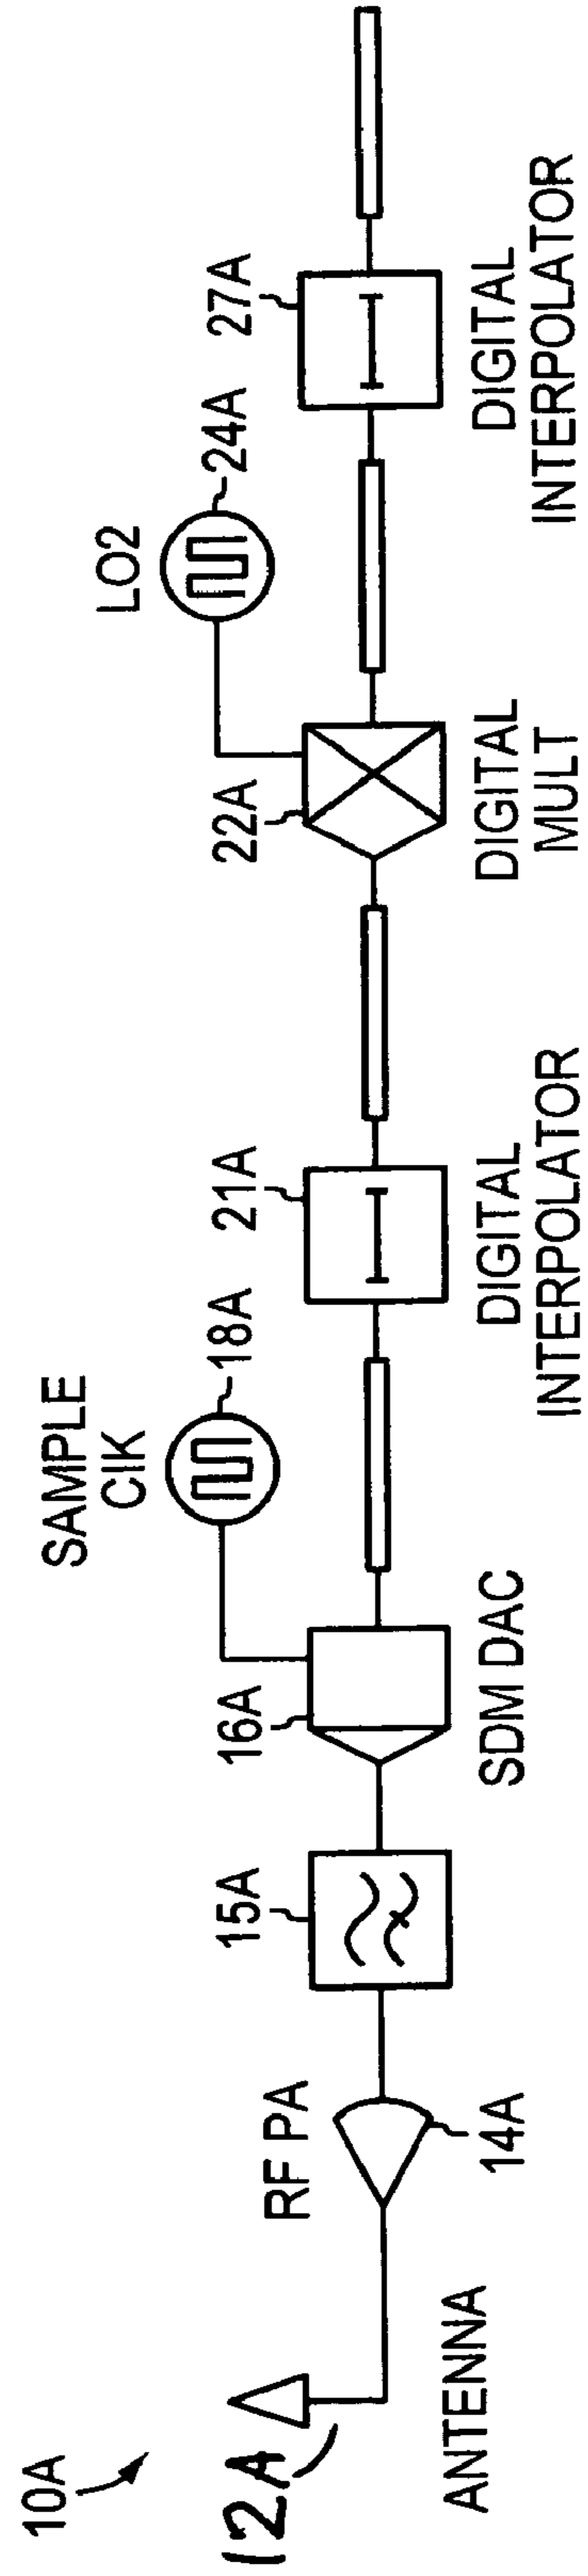 10A
12A
ANTENNA
RF PA
14A
15A
16A
SDM DAC
SAMPLE
ClK
18A
21A
DIGITAL
INTERPOLATOR
22A
DIGITAL
MULT
LO2
24A
27A
DIGITAL
INTERPOLATOR